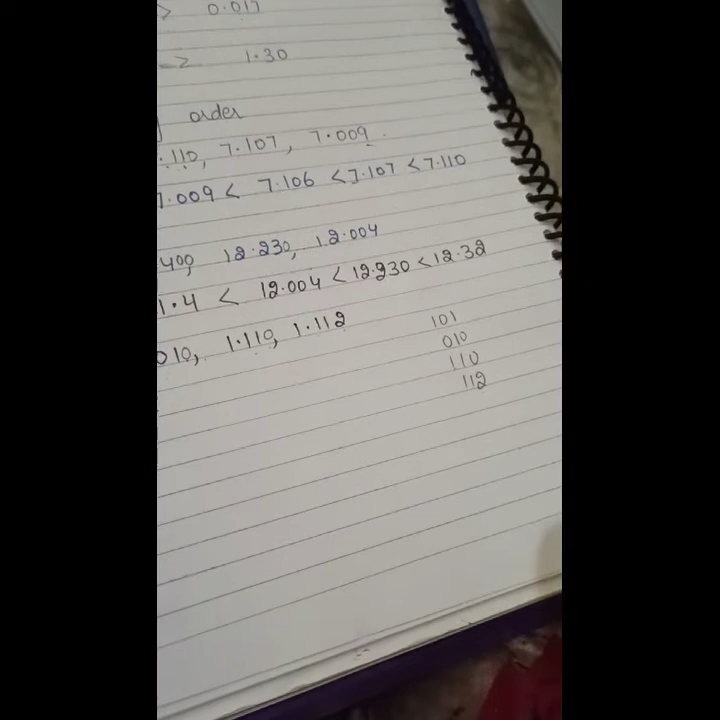 > 0.017
-> 1.30
order
.110, 7.107, 7.009.
7.009 < 7.106 < 7.107 < 7.110
400, 12.230, 12.004
1.4 < 12.004 < 12.230 < 12.32
010, 1.110, 1.112
101
010
110
112